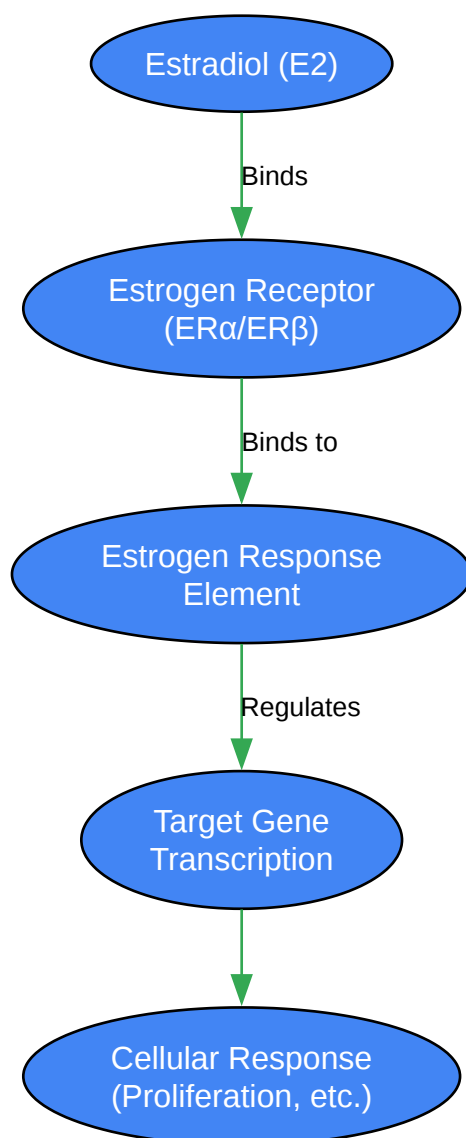 Estradiol (E2)
Binds
Estrogen Receptor
(ERα/ERβ)
Binds to
Estrogen Response
Element
Regulates
Target Gene
Transcription
Cellular Response
(Proliferation, etc.)